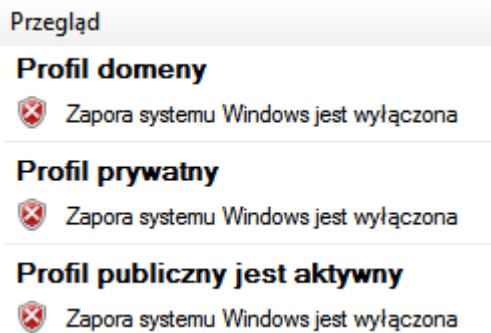 Przegląd
Profil domeny
Zapora systemu Windows jest wyłączona
Profil prywatny
Zapora systemu Windows jest wyłączona
Profil publiczny jest aktywny
Zapora systemu Windows jest wyłączona